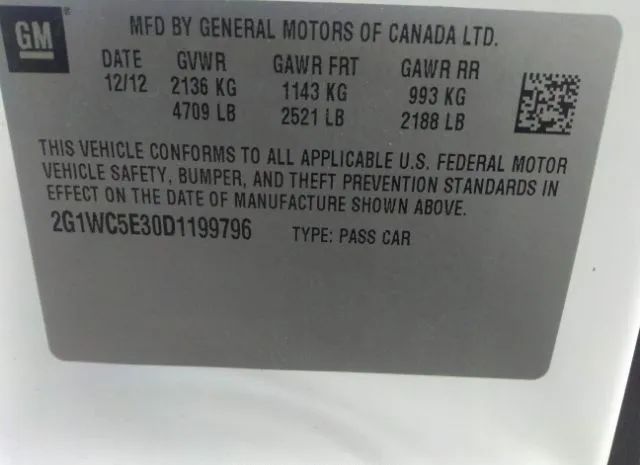 GM
MFD BY GENERAL MOTORS OF CANADA LTD.
DATE GVWR GAWR FRT GAWR RR
12/12 2136 KG 1143 KG 993 KG
4709 LB 2521 LB 2188 LB
THIS VEHICLE CONFORMS TO ALL APPLICABLE U.S. FEDERAL MOTOR
VEHICLE SAFETY, BUMPER, AND THEFT PREVENTION STANDARDS IN
EFFECT ON THE DATE OF MANUFACTURE SHOWN ABOVE.
2G1WC5E30D1199796 TYPE: PASS CAR